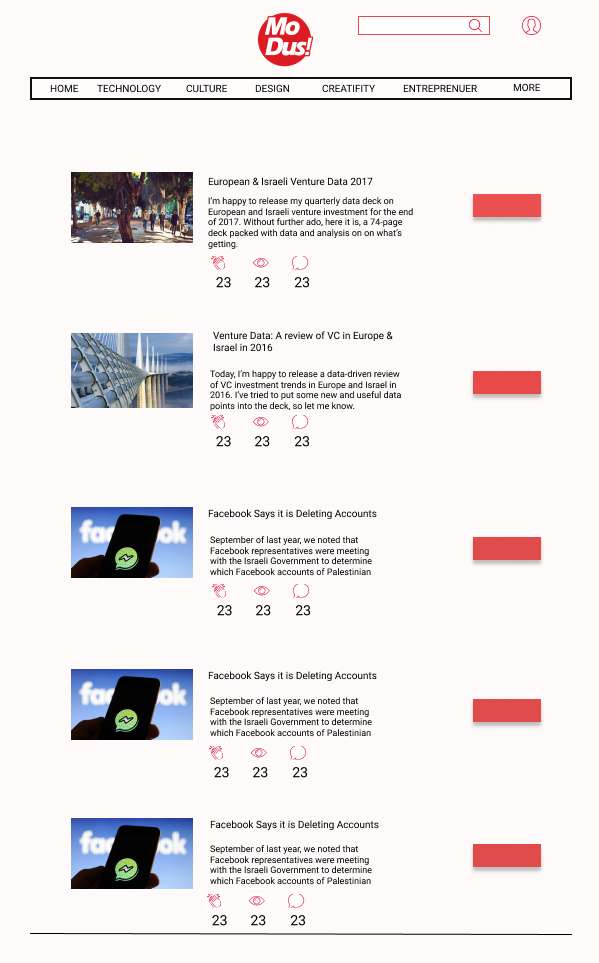 Mo
Dus!
HOME TECHNOLOGY CULTURE DESIGN CREATIFITY ENTREPRENUER MORE
European & Israeli Venture Data 2017
I'm happy to release my quarterly data deck on
European and Israeli venture investment for the end
of 2017. Without further ado, here it is, a 74-page
deck packed with data and analysis on on what's
getting.
23 23 23
Venture Data: A review of VC in Europe &
Israel in 2016
Today, I'm happy to release a data-driven review
of VC investment trends in Europe and Israel in
2016. I've tried to put some new and useful data
points into the deck, so let me know.
23 23 23
fac ok
Facebook Says it is Deleting Accounts
September of last year, we noted that
Facebook representatives were meeting
with the Israeli Government to determine
which Facebook accounts of Palestinian
23 23 23
fac ok
Facebook Says it is Deleting Accounts
September of last year, we noted that
Facebook representatives were meeting
with the Israeli Government to determine
which Facebook accounts of Palestinian
23 23 23
fac ok
Facebook Says it is Deleting Accounts
September of last year, we noted that
Facebook representatives were meeting
with the Israeli Government to determine
which Facebook accounts of Palestinian
23 23 23